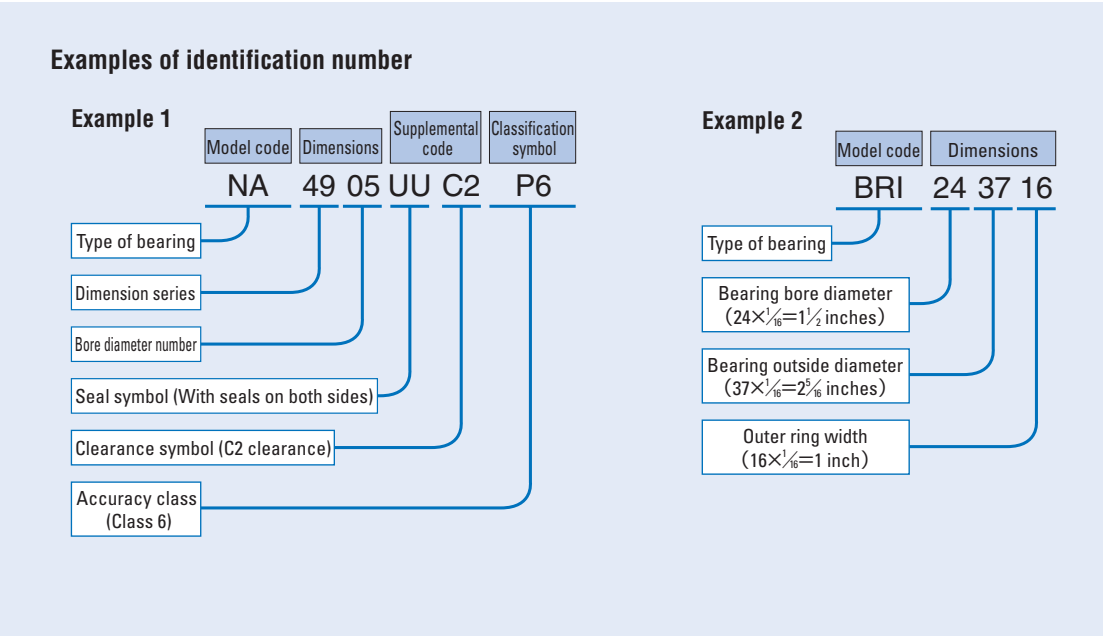 Examples of identification number
Example 1
Model code
Dimensions
Supplemental
code
Classification
symbol
NA 49 05 UU C2 P6
Type of bearing
Dimension series
Bore diameter number
Seal symbol (With seals on both sides)
Clearance symbol (C2 clearance)
Accuracy class
(Class 6)
Example 2
Model code
Dimensions
BRI 24 37 16
Type of bearing
Bearing bore diameter
(24×1⁄16=1 1⁄2 inches)
Bearing outside diameter
(37×1⁄16=2 5⁄16 inches)
Outer ring width
(16×1⁄16=1 inch)